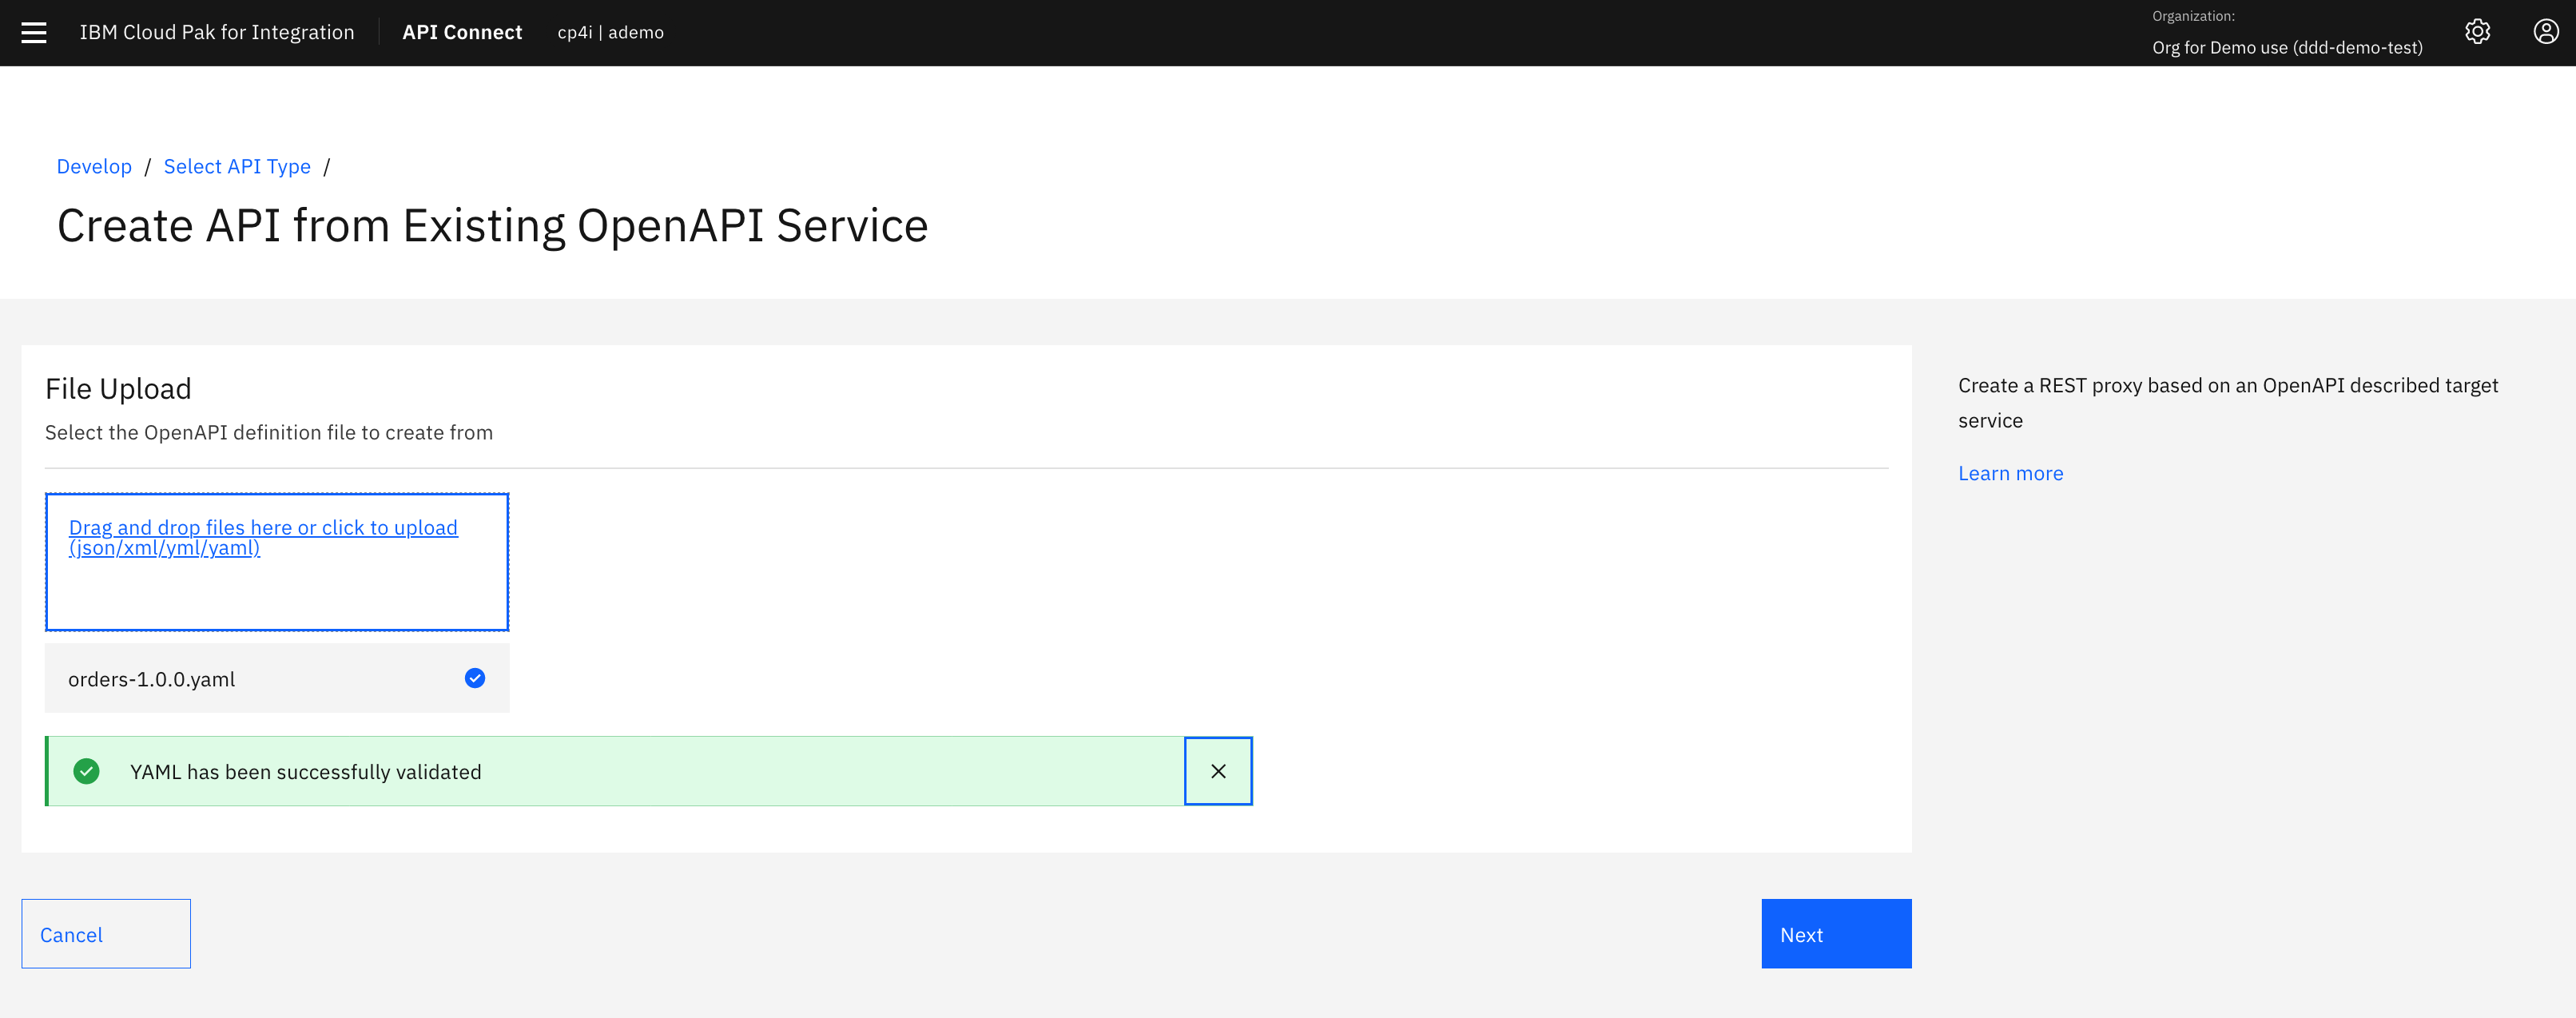 IBM Cloud Pak for Integration
API Connect
cp4i | ademo
Organization:
Org for Demo use (ddd-demo-test)
Develop / Select API Type /
Create API from Existing OpenAPI Service
File Upload
Select the OpenAPI definition file to create from
Drag and drop files here or click to upload
(json/xml/yml/yaml)
orders-1.0.0.yaml
YAML has been successfully validated
Create a REST proxy based on an OpenAPI described target
service
Learn more
Cancel
Next